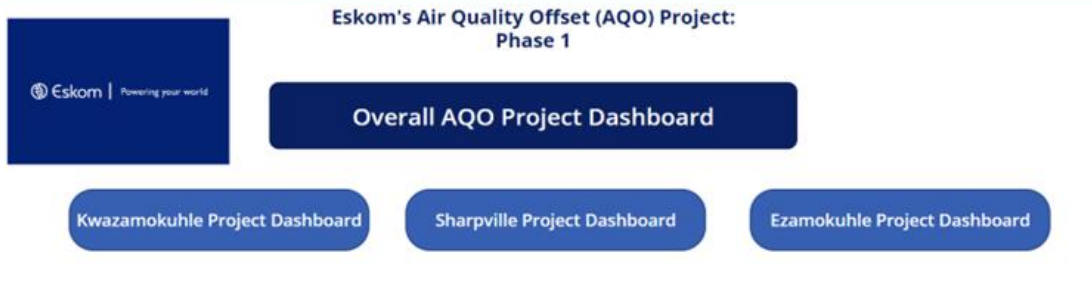 Eskom's Air Quality Offset (AQO) Project:
Phase 1
Eskom | Powering your world
Overall AQO Project Dashboard
Kwazamokuhle Project Dashboard
Sharpville Project Dashboard
Ezamokuhle Project Dashboard